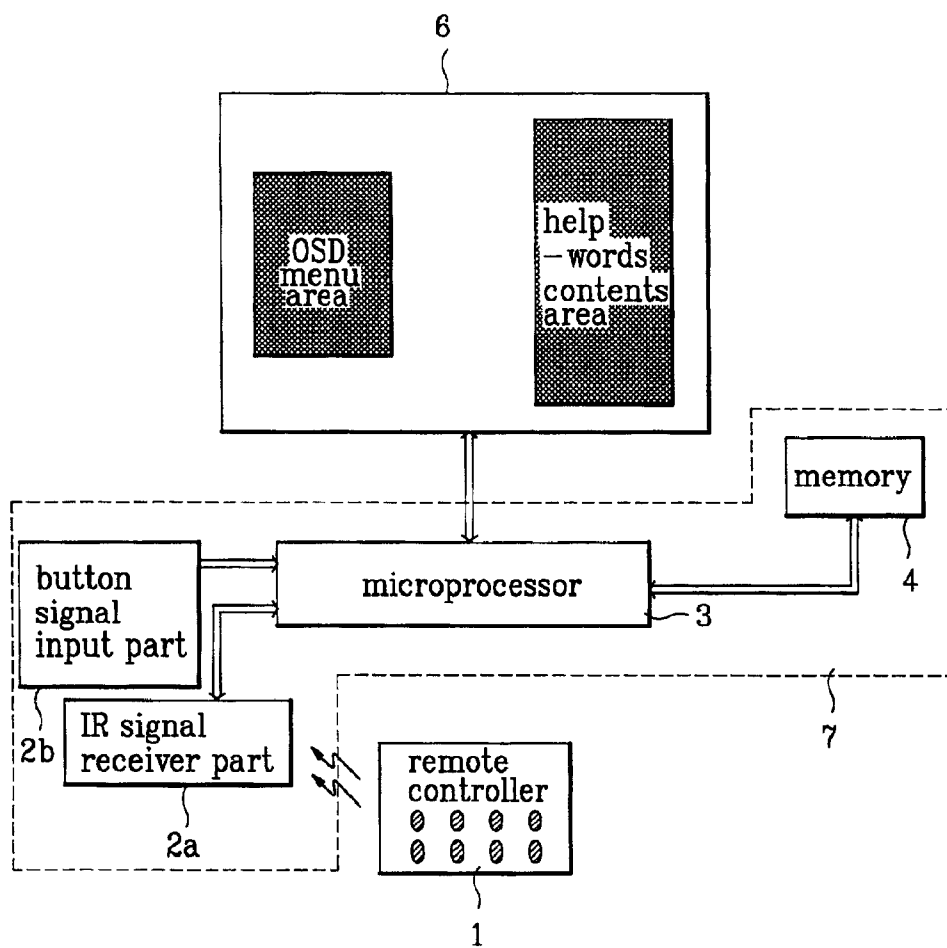 6
OSD
menu
area
help
-words
contents
area
memory
4
button
signal
input part
microprocessor
3
2b
IR signal
receiver part
2a
7
remote
controller
1